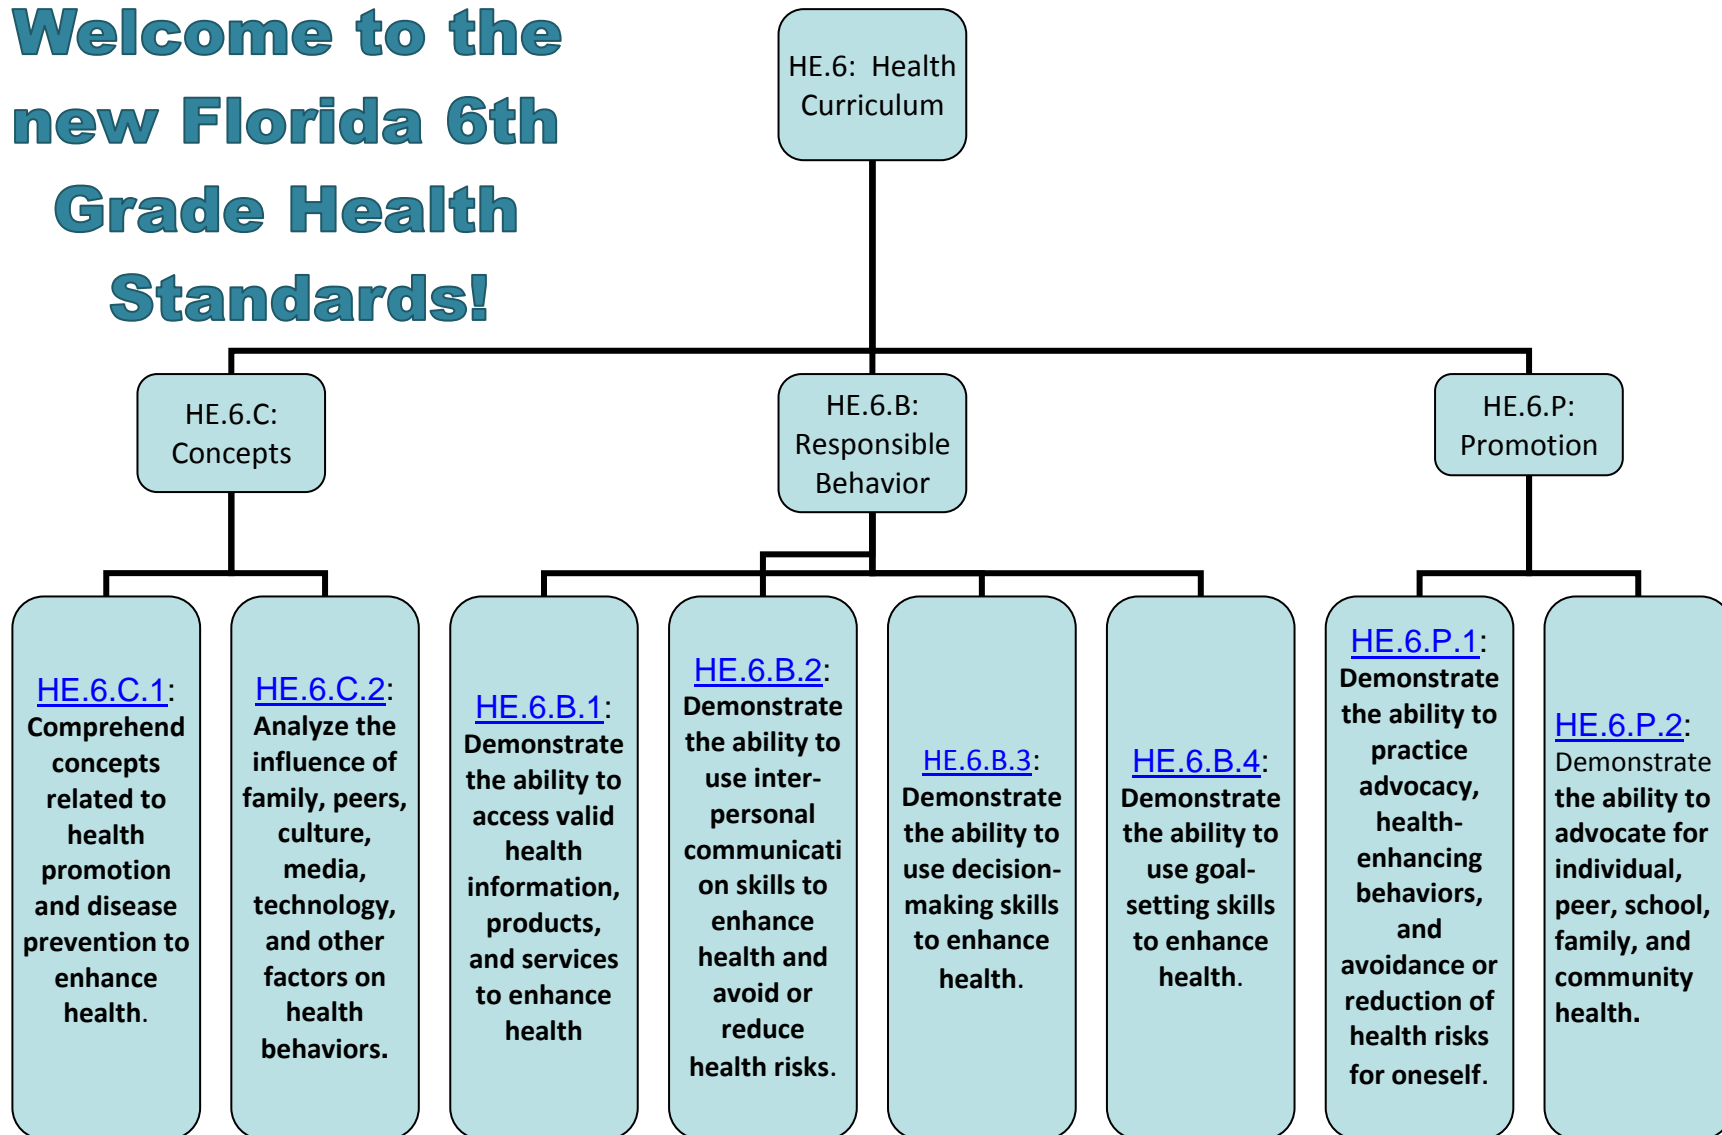 Welcome to the
new Florida 6th
Grade Health
Standards!
HE.6:  Health
Curriculum
HE.6.C:
Concepts
HE.6.B:
Responsible
Behavior
HE.6.P:
Promotion
HE.6.C.1:
Comprehend
concepts
related to
health
promotion
and disease
prevention to
enhance
health.
HE.6.C.2:
Analyze the
influence of
family, peers,
culture,
media,
technology,
and other
factors on
health
behaviors.
HE.6.B.1:
Demonstrate
the ability to
access valid
health
information,
products,
and services
to enhance
health
HE.6.B.2:
Demonstrate
the ability to
use inter-
personal
communicati
on skills to
enhance
health and
avoid or
reduce
health risks.
HE.6.B.3:
Demonstrate
the ability to
use decision-
making skills
to enhance
health.
HE.6.B.4:
Demonstrate
the ability to
use goal-
setting skills
to enhance
health.
HE.6.P.1:
Demonstrate
the ability to
practice
advocacy,
health-
enhancing
behaviors,
and
avoidance or
reduction of
health risks
for oneself.
HE.6.P.2:
Demonstrate
the ability to
advocate for
individual,
peer, school,
family, and
community
health.